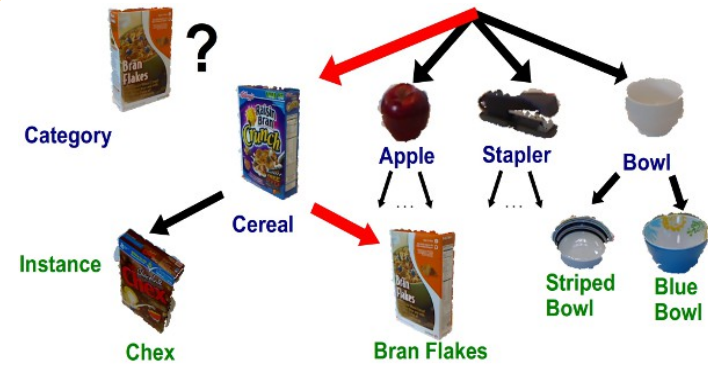 Bran
Flakes
?
Category
Raisin
Bran
Crunch
Apple
Stapler
Bowl
...
...
Cereal
Instance
Chex
Bran
Flakes
Striped
Bowl
Blue
Bowl
Chex
Bran Flakes